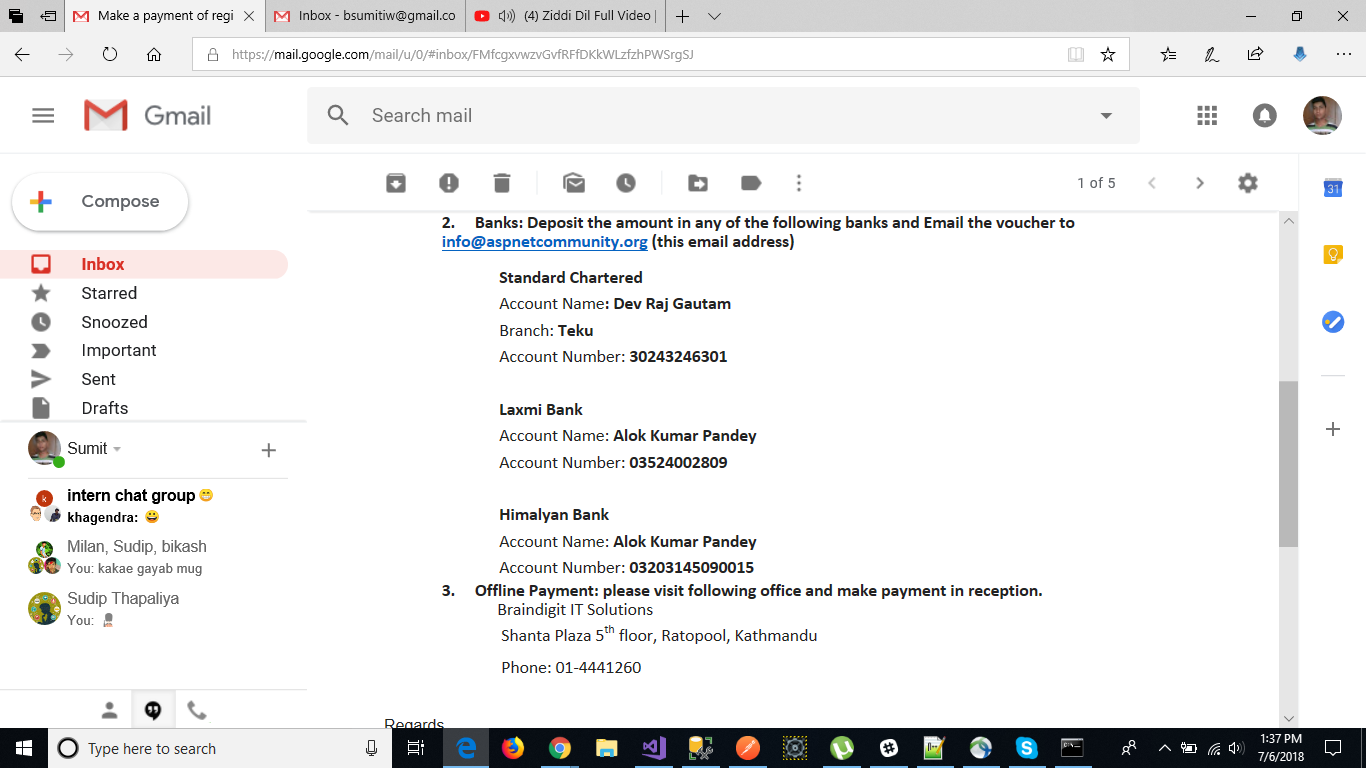 Make a payment of regi
Inbox - bsumitiw@gmail.co
(4) Ziddi Dil Full Video |
https://mail.google.com/mail/u/0/#inbox/FMfcgxvwzvGvfRFfDKkWLzfzhPWSrgSJ
Gmail
Search mail
Compose
1 of 5
31
Inbox
Starred
Snoozed
Important
Sent
Drafts
2. Banks: Deposit the amount in any of the following banks and Email the voucher to
info@aspnetcommunity.org (this email address)
Standard Chartered
Account Name: Dev Raj Gautam
Branch: Teku
Account Number: 30243246301
Laxmi Bank
Account Name: Alok Kumar Pandey
Account Number: 03524002809
Himalyan Bank
Account Name: Alok Kumar Pandey
Account Number: 03203145090015
3. Offline Payment: please visit following office and make payment in reception.
Braindigit IT Solutions
Shanta Plaza 5th floor, Ratopool, Kathmandu
Phone: 01-4441260
Regards
Sumit
k
intern chat group 😁
khagendra: 😀
Milan, Sudip, bikash
You: kakae gayab mug
Sudip Thapaliya
You:
Type here to search
1:37 PM
7/6/2018